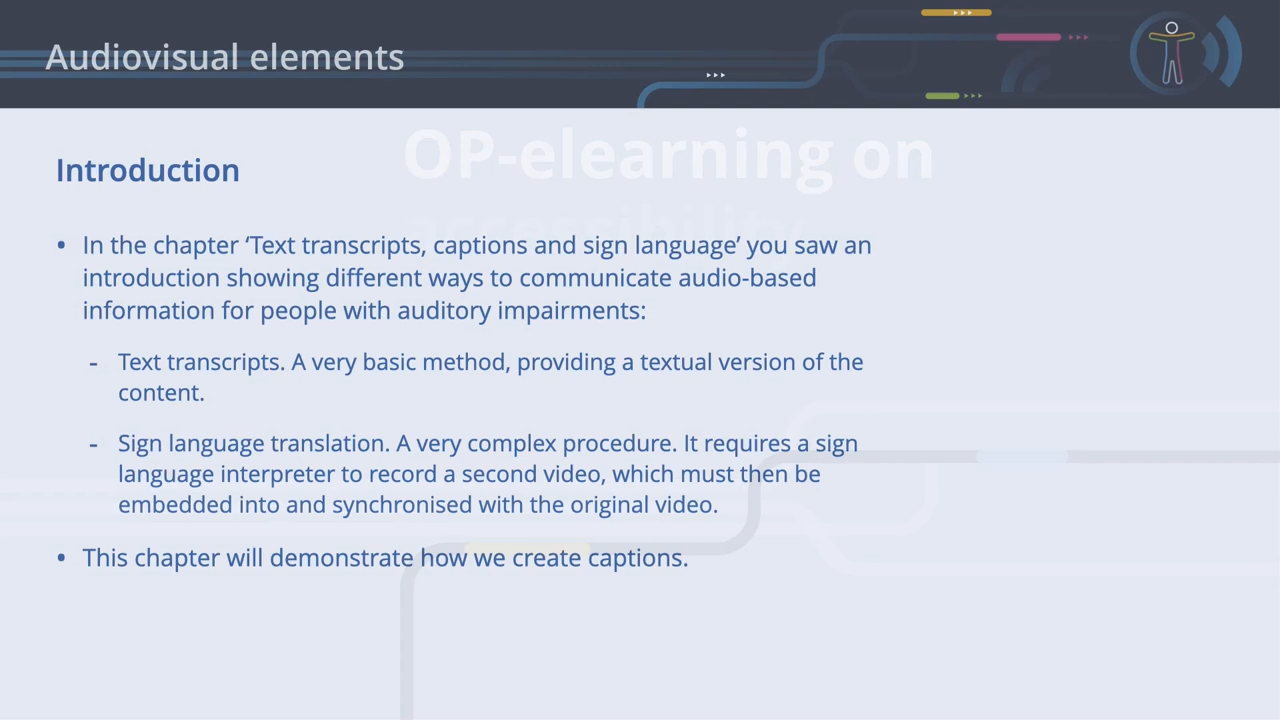 Audiovisual elements
OP-elearning on
accessibility
Introduction
• In the chapter ‘Text transcripts, captions and sign language’ you saw an
introduction showing different ways to communicate audio-based
information for people with auditory impairments:
- Text transcripts. A very basic method, providing a textual version of the
content.
- Sign language translation. A very complex procedure. It requires a sign
language interpreter to record a second video, which must then be
embedded into and synchronised with the original video.
• This chapter will demonstrate how we create captions.